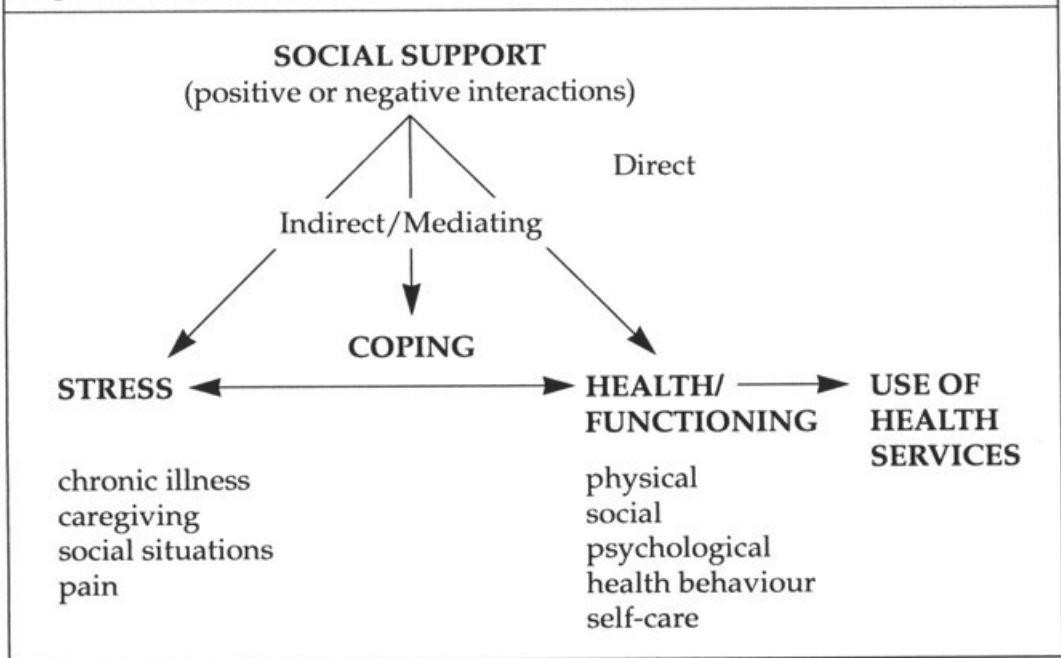 SOCIAL SUPPORT
(positive or negative interactions)
Direct
Indirect/Mediating
COPING
STRESS
HEALTH/
FUNCTIONING
USE OF
HEALTH
SERVICES
chronic illness
caregiving
social situations
pain
physical
social
psychological
health behaviour
self-care